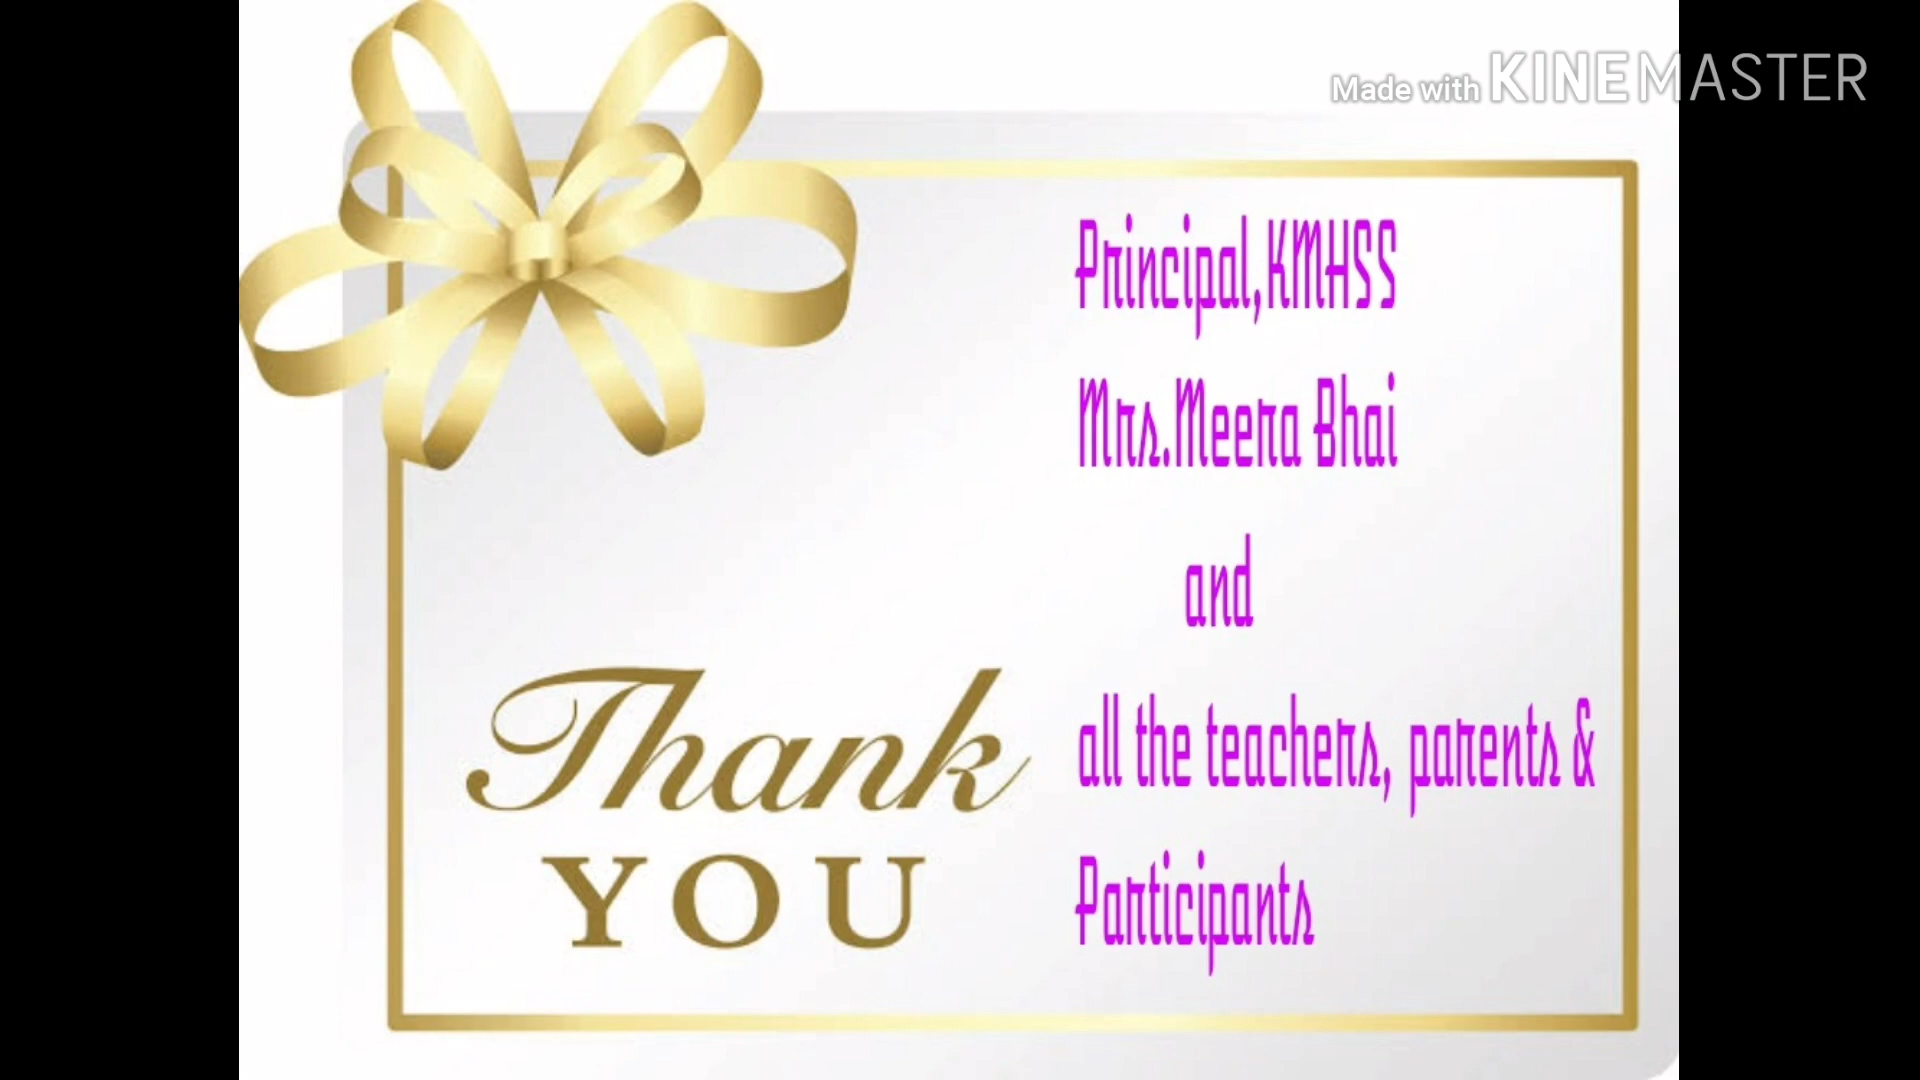 Made with KINEMASTER
Principal,KMHSS
Mrs.Meera Bhai
and
all the teachers, parents &
Participants
Thank
YOU